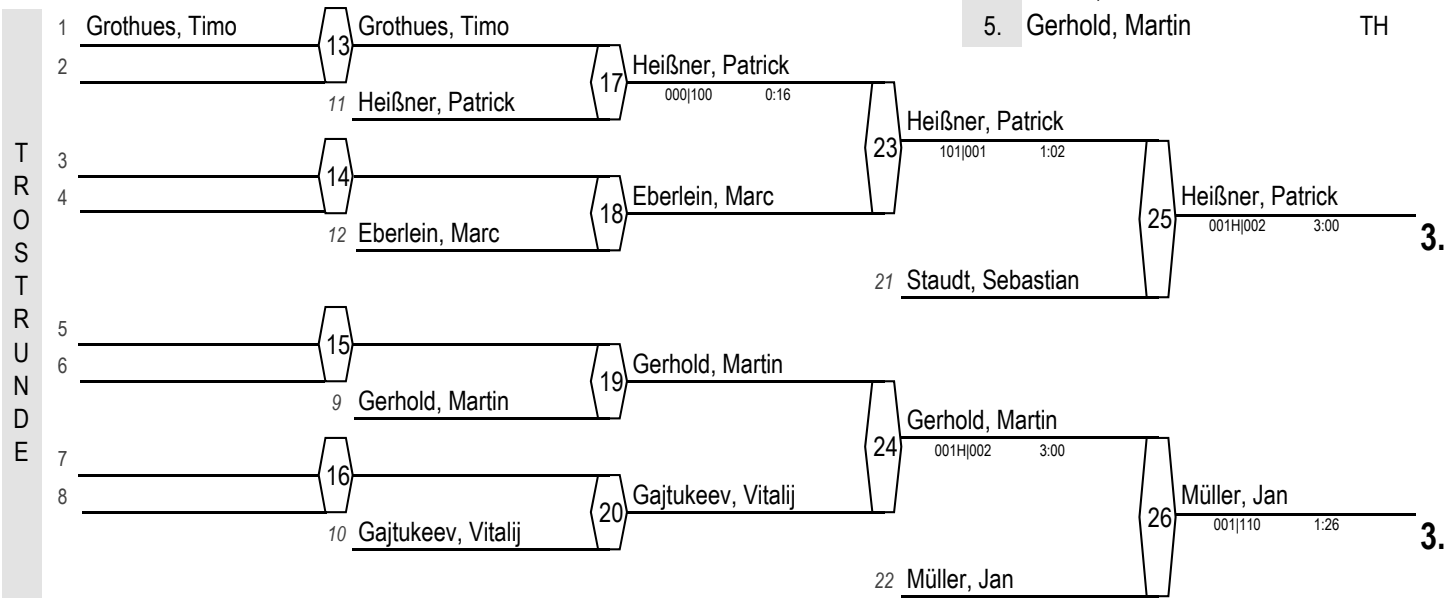 5. Gerhold, Martin TH
TROSTRUNDE
1 Grothues, Timo
13 Grothues, Timo
2
17 Heißner, Patrick
000|100 0:16
11 Heißner, Patrick
23 Heißner, Patrick
101|001 1:02
3
14
4
18 Eberlein, Marc
12 Eberlein, Marc
25 Heißner, Patrick
001H|002 3:00
3.
21 Staudt, Sebastian
5
15
6
19 Gerhold, Martin
9 Gerhold, Martin
24 Gerhold, Martin
001H|002 3:00
7
16
8
20 Gajtukeev, Vitalij
10 Gajtukeev, Vitalij
26 Müller, Jan
001|110 1:26
3.
22 Müller, Jan